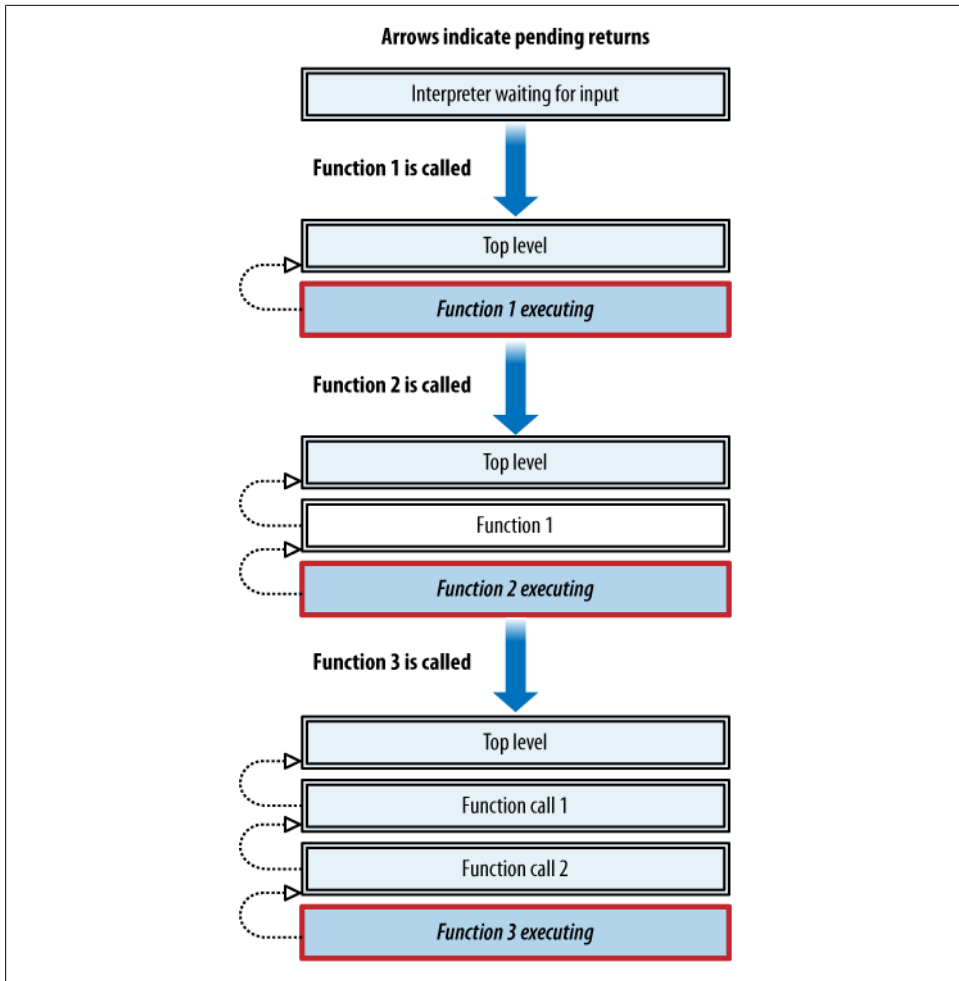 Arrows indicate pending returns
Interpreter waiting for input
Function 1 is called
Top level
Function 1 executing
Function 2 is called
Top level
Function 1
Function 2 executing
Function 3 is called
Top level
Function call 1
Function call 2
Function 3 executing